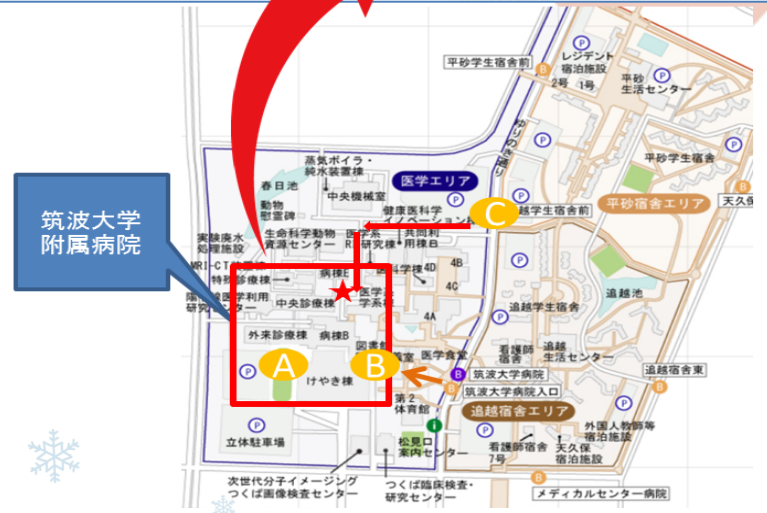 平砂学生宿舎前
レジデント
宿泊施設
2号 1号
平砂
生活センター
ゆりのき通り
蒸気ボイラ・
純水装置棟
医学エリア
平砂学生宿舎
春日池
中央機械室
平砂宿舎エリア
動物
慰霊碑
健康医科学
C
越学生宿舎前
天久保
筑波大学
附属病院
実験廃水
処理施設
生命科学動物
資源センター
医学系
研究棟
共同利
用棟B
MRI-CT
特殊診療棟
病棟E
医科学棟
4D
4B
4C
追越池
中央診療棟
医学
学系棟
追越学生宿舎
4A
外来診療棟
病棟B
図書館
医学食堂
看護師
宿舎
追越
生活センター
A
B
けやき棟
筑波大学病院
追越宿舎東
筑波大学病院入口
第2
体育館
追越宿舎エリア
立体駐車場
松見口
案内センター
看護師宿舎
7号
天久保
宿泊施設
外国人教師等
宿泊施設
次世代分子イメージング
つくば画像検査センター
つくば臨床検査・
研究センター
メディカルセンター病院